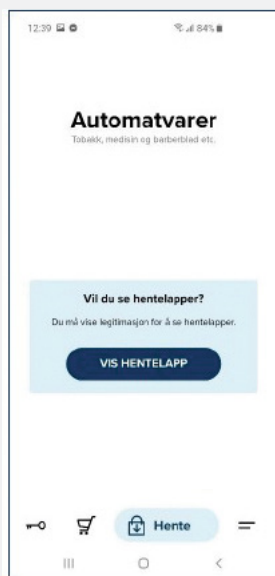 12:39 84%
Automatvarer
Tobakk, medisin og barberblad etc.
Vil du se hentelapper?
Du må vise legitimasjon for å se hentelapper.
VIS HENTELAPP
Hente